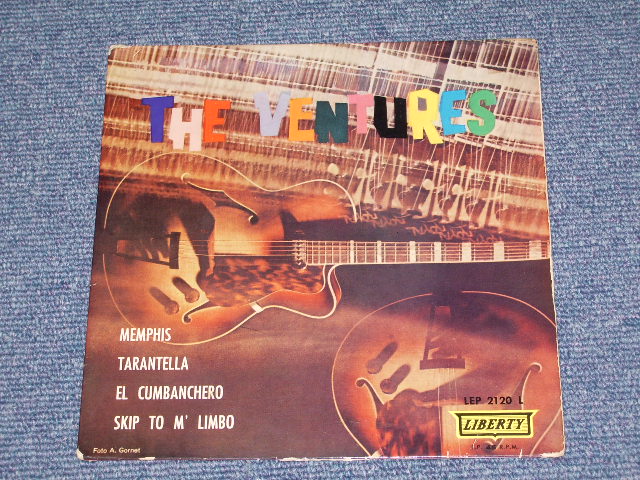 THE VENTURES
MEMPHIS
TARANTELLA
EL CUMBANCHERO
SKIP TO M' LIMBO
LEP 2120 L
LIBERTY
R.P.M.
Foto A. Gornet